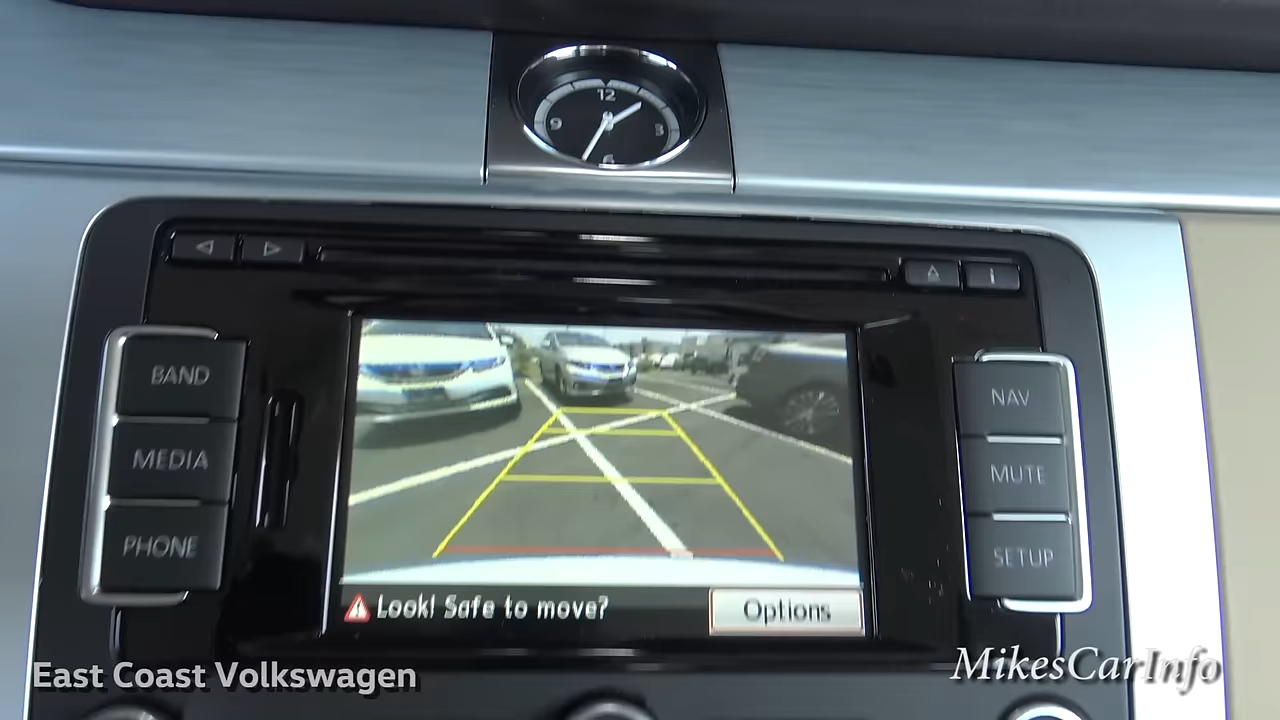 12
9 3
6
BAND
NAV
MEDIA
MUTE
PHONE
SETUP
Look! Safe to move?
Options
East Coast Volkswagen
MikesCarInfo